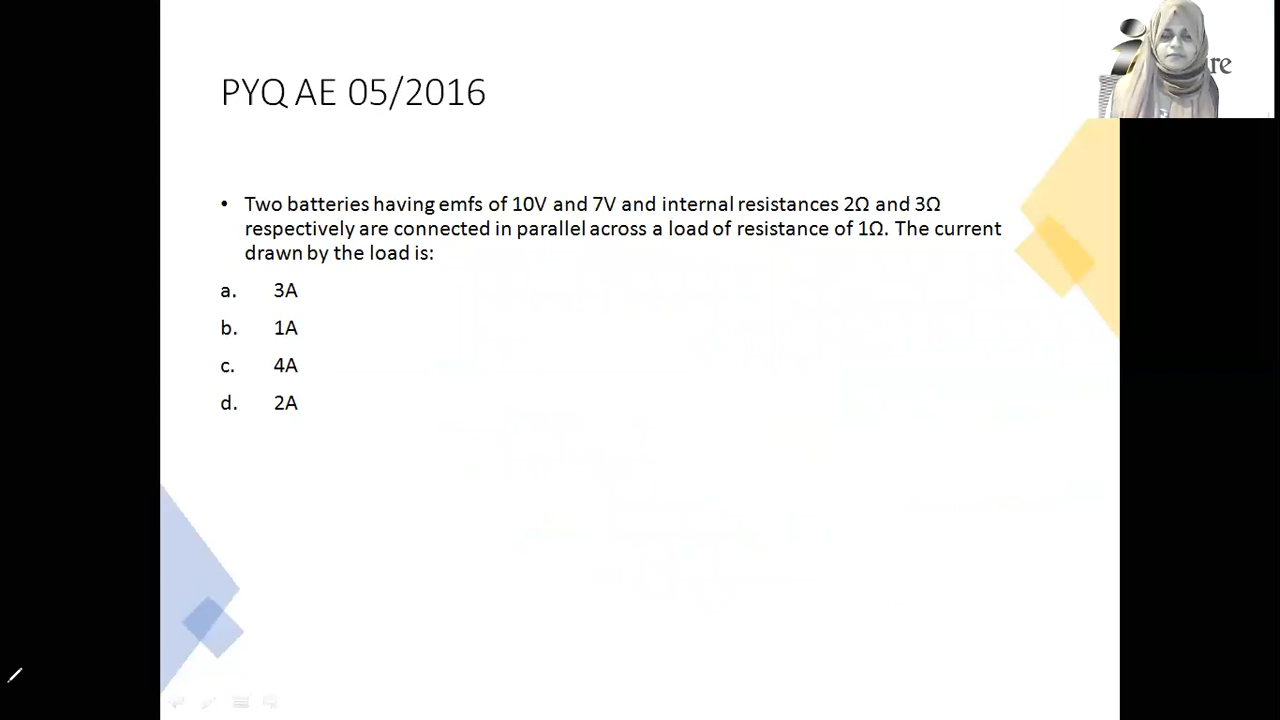 PYQ AE 05/2016
• Two batteries having emfs of 10V and 7V and internal resistances 2Ω and 3Ω
respectively are connected in parallel across a load of resistance of 1Ω. The current
drawn by the load is:
a. 3A
b. 1A
c. 4A
d. 2A